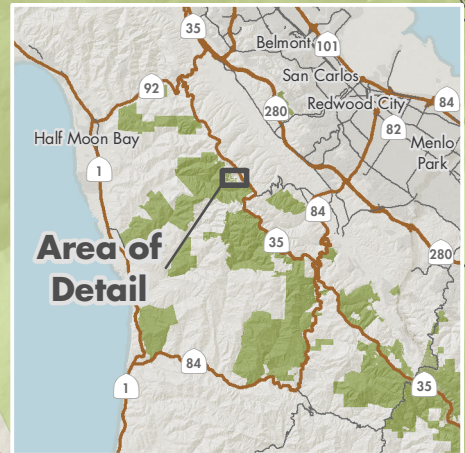 35
Belmont
101
San Carlos
92
Redwood City
84
280
82
Half Moon Bay
Menlo
Park
1
84
35
280
Area of
Detail
84
35
1